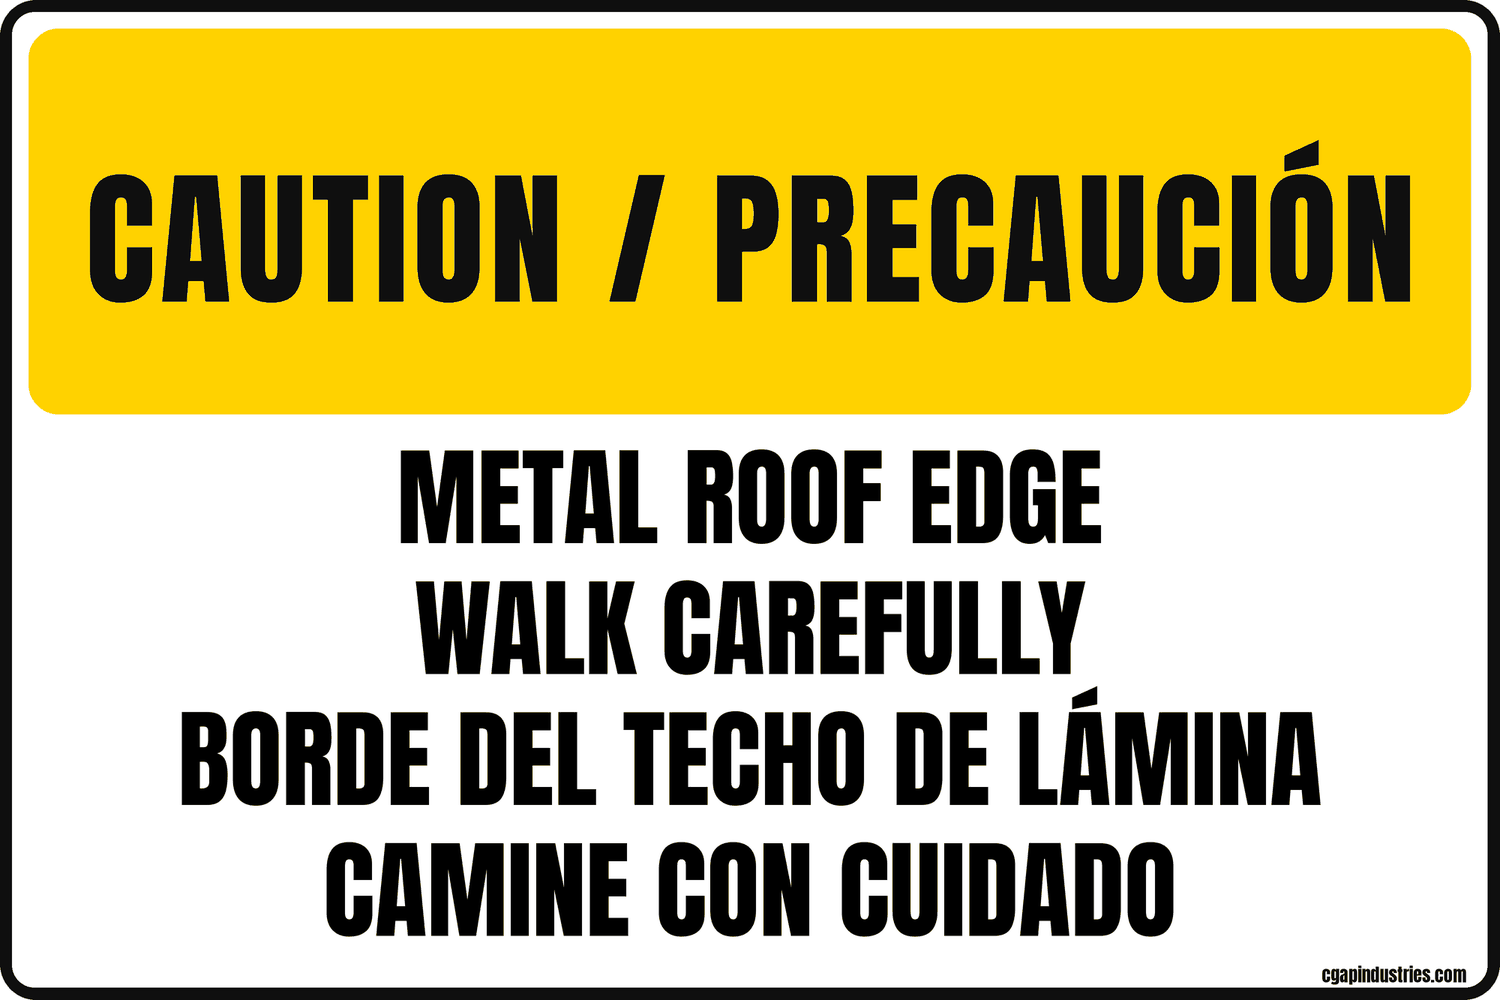 CAUTION / PRECAUCIÓN
METAL ROOF EDGE
WALK CAREFULLY
BORDE DEL TECHO DE LÁMINA
CAMINE CON CUIDADO
cgapindustries.com